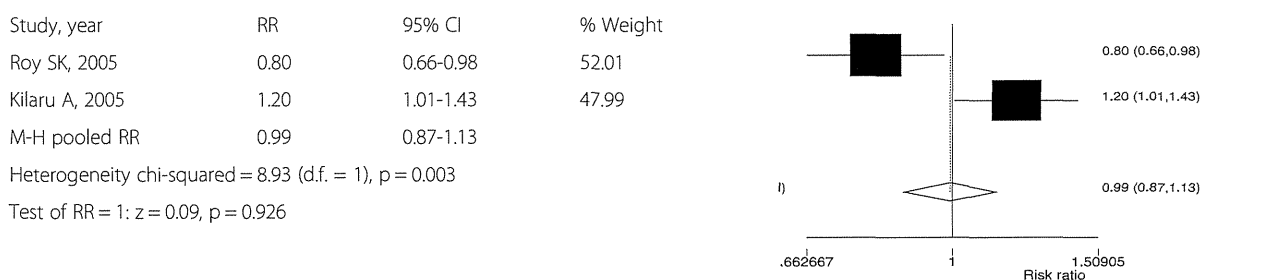 Study, year RR 95% CI % Weight
Roy SK, 2005 0.80 0.66-0.98 52.01
Kilaru A, 2005 1.20 1.01-1.43 47.99
M-H pooled RR 0.99 0.87-1.13
Heterogeneity chi-squared = 8.93 (d.f. = 1), p = 0.003
Test of RR = 1: z = 0.09, p = 0.926
0.80 (0.66,0.98)
1.20 (1.01,1.43)
l) 0.99 (0.87,1.13)
.662667 1 1.50905
Risk ratio